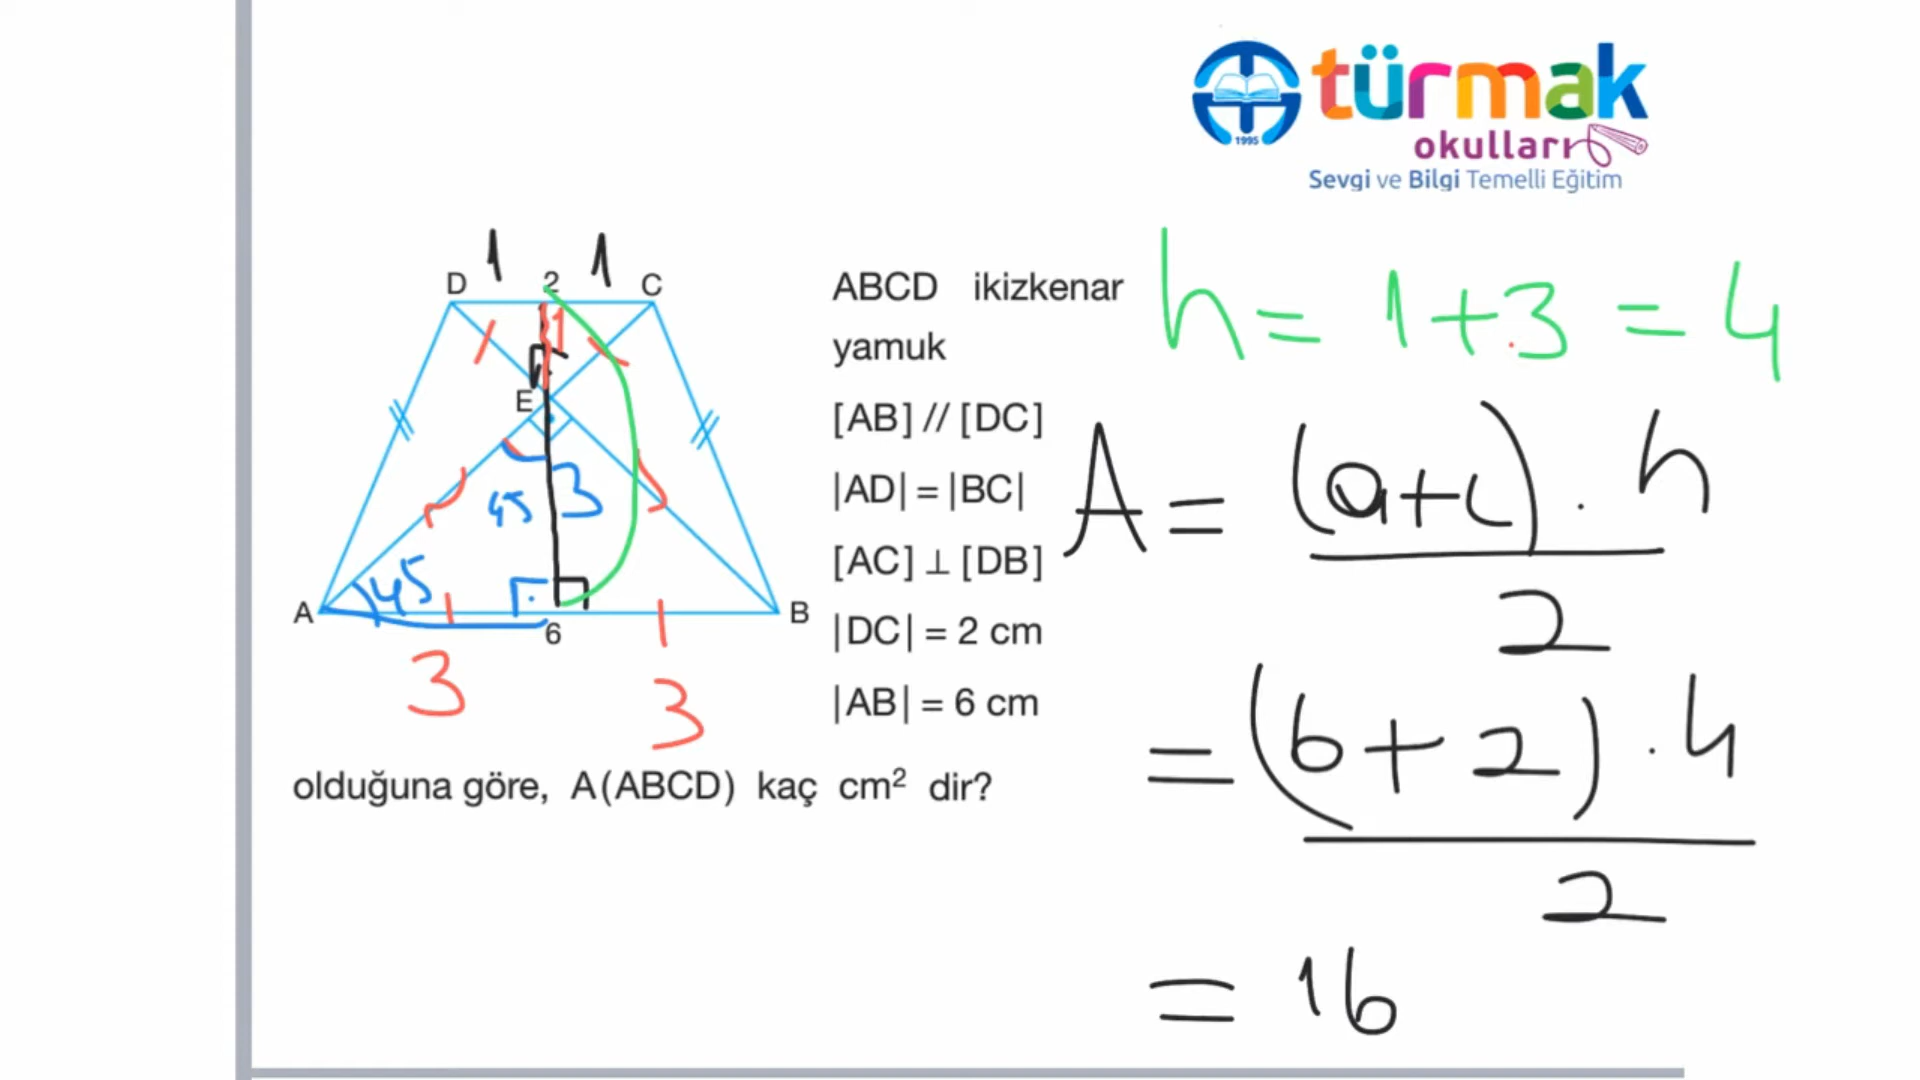 1995
türmak
okulları
Sevgi ve Bilgi Temelli Eğitim
1 1
D 2 C
1
E
45 3
45
A 6 B
3 3
ABCD ikizkenar
yamuk
[AB] // [DC]
|AD| = |BC|
[AC] ⊥ [DB]
|DC| = 2 cm
|AB| = 6 cm
olduğuna göre, A(ABCD) kaç cm² dir?
h = 1 + 3 = 4
A = (a+c) . h
2
= (6 + 2) . 4
2
= 16